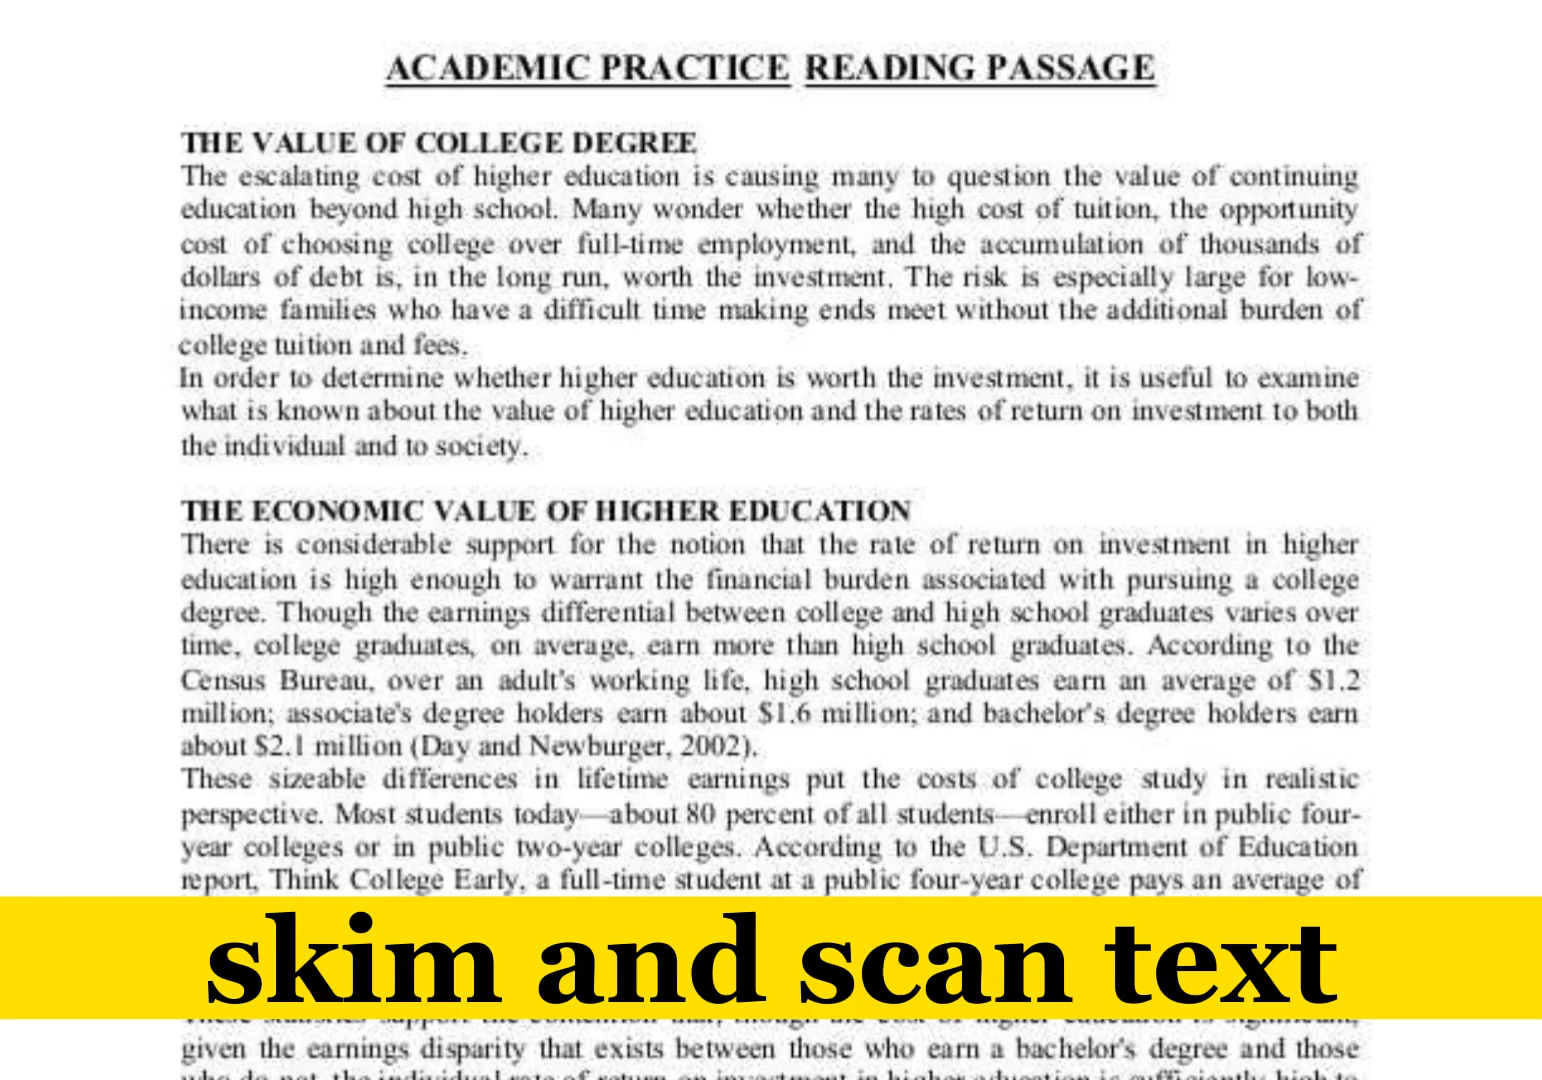 ACADEMIC PRACTICE READING PASSAGE
THE VALUE OF COLLEGE DEGREE
The escalating cost of higher education is causing many to question the value of continuing
education beyond high school. Many wonder whether the high cost of tuition, the opportunity
cost of choosing college over full-time employment, and the accumulation of thousands of
dollars of debt is, in the long run, worth the investment. The risk is especially large for low-
income families who have a difficult time making ends meet without the additional burden of
college tuition and fees.
In order to determine whether higher education is worth the investment, it is useful to examine
what is known about the value of higher education and the rates of return on investment to both
the individual and to society.
THE ECONOMIC VALUE OF HIGHER EDUCATION
There is considerable support for the notion that the rate of return on investment in higher
education is high enough to warrant the financial burden associated with pursuing a college
degree. Though the earnings differential between college and high school graduates varies over
time, college graduates, on average, earn more than high school graduates. According to the
Census Bureau, over an adult's working life, high school graduates earn an average of $1.2
million; associate's degree holders earn about $1.6 million; and bachelor's degree holders earn
about $2.1 million (Day and Newburger, 2002).
These sizeable differences in lifetime earnings put the costs of college study in realistic
perspective. Most students today—about 80 percent of all students—enroll either in public four-
year colleges or in public two-year colleges. According to the U.S. Department of Education
report, Think College Early, a full-time student at a public four-year college pays an average of
skim and scan text
given the earnings disparity that exists between those who earn a bachelor's degree and those